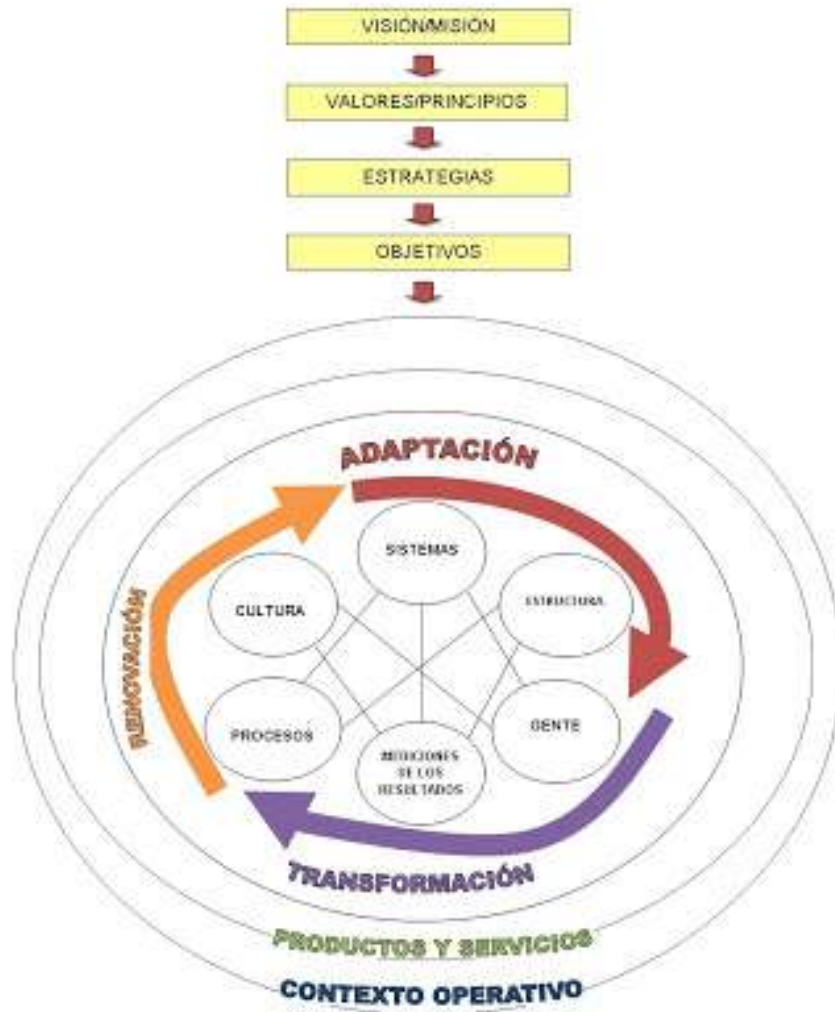 VISIÓN/MISIÓN
VALORES/PRINCIPIOS
ESTRATEGIAS
OBJETIVOS
ADAPTACIÓN
SISTEMAS
CULTURA
ESTRUCTURA
RENOVACIÓN
PROCESOS
GENTE
MEDICIONES
DE LOS
RESULTADOS
TRANSFORMACIÓN
PRODUCTOS Y SERVICIOS
CONTEXTO OPERATIVO